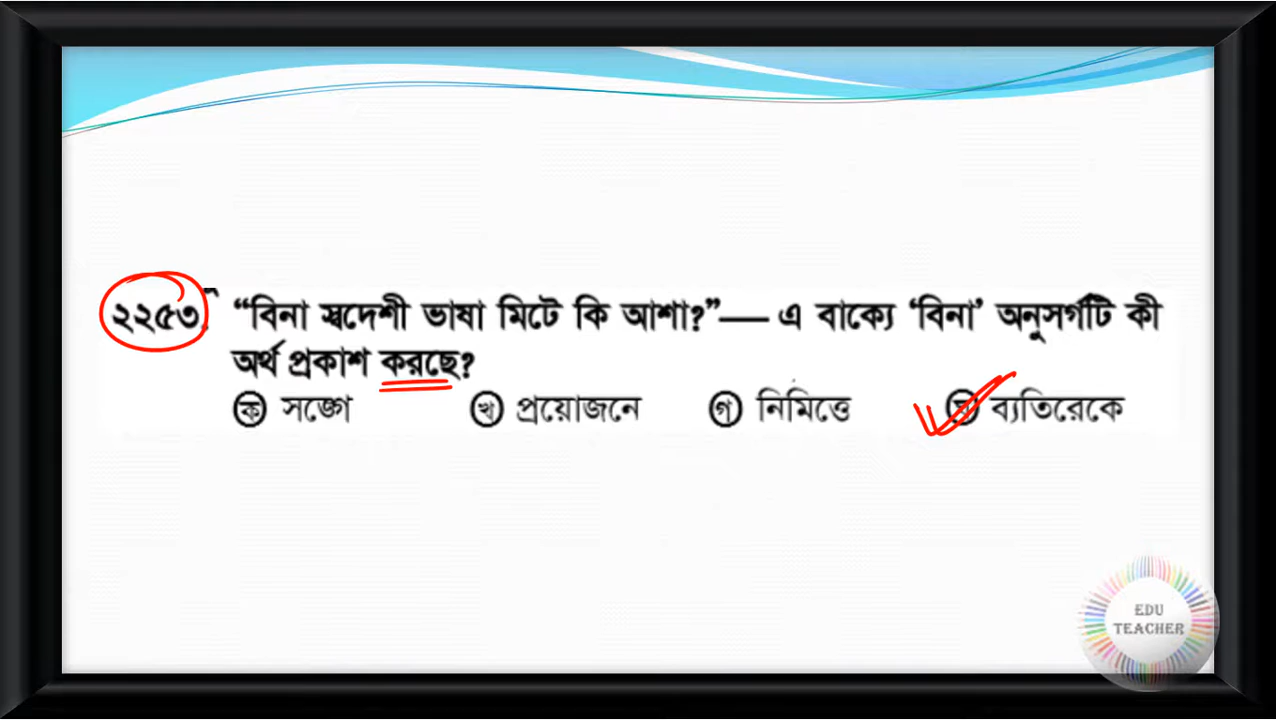 ২২৫৩. “বিনা স্বদেশী ভাষা মিটে কি আশা?”— এ বাক্যে ‘বিনা’ অনুসর্গটি কী
অর্থ প্রকাশ করছে?
ক সঙ্গে খ প্রয়োজনে গ নিমিত্তে ঘ ব্যতিরেকে
EDU
TEACHER